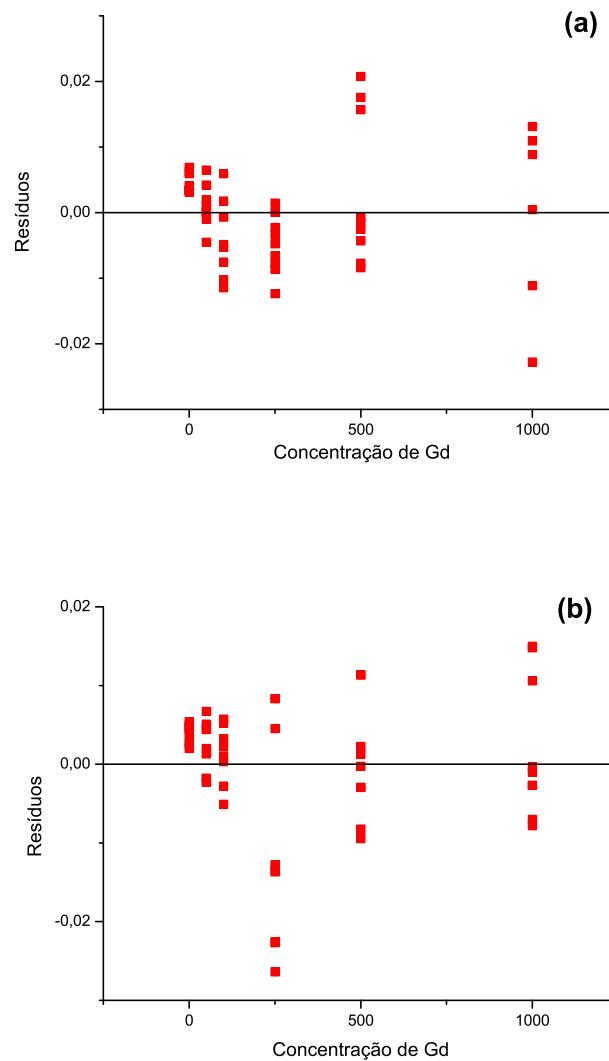 (a)
0,02
0,00
-0,02
Resíduos
0
500
1000
Concentração de Gd
(b)
0,02
0,00
-0,02
Resíduos
0
500
1000
Concentração de Gd